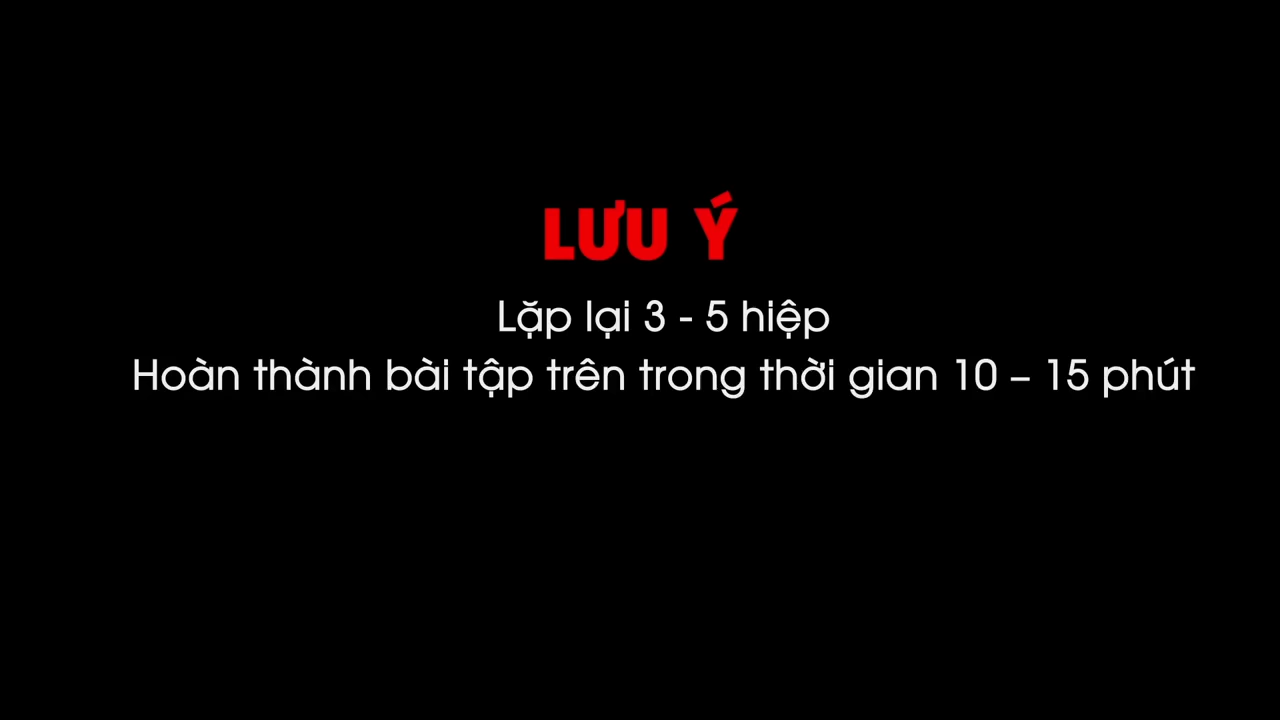 LƯU Ý
Lặp lại 3 - 5 hiệp
Hoàn thành bài tập trên trong thời gian 10 – 15 phút